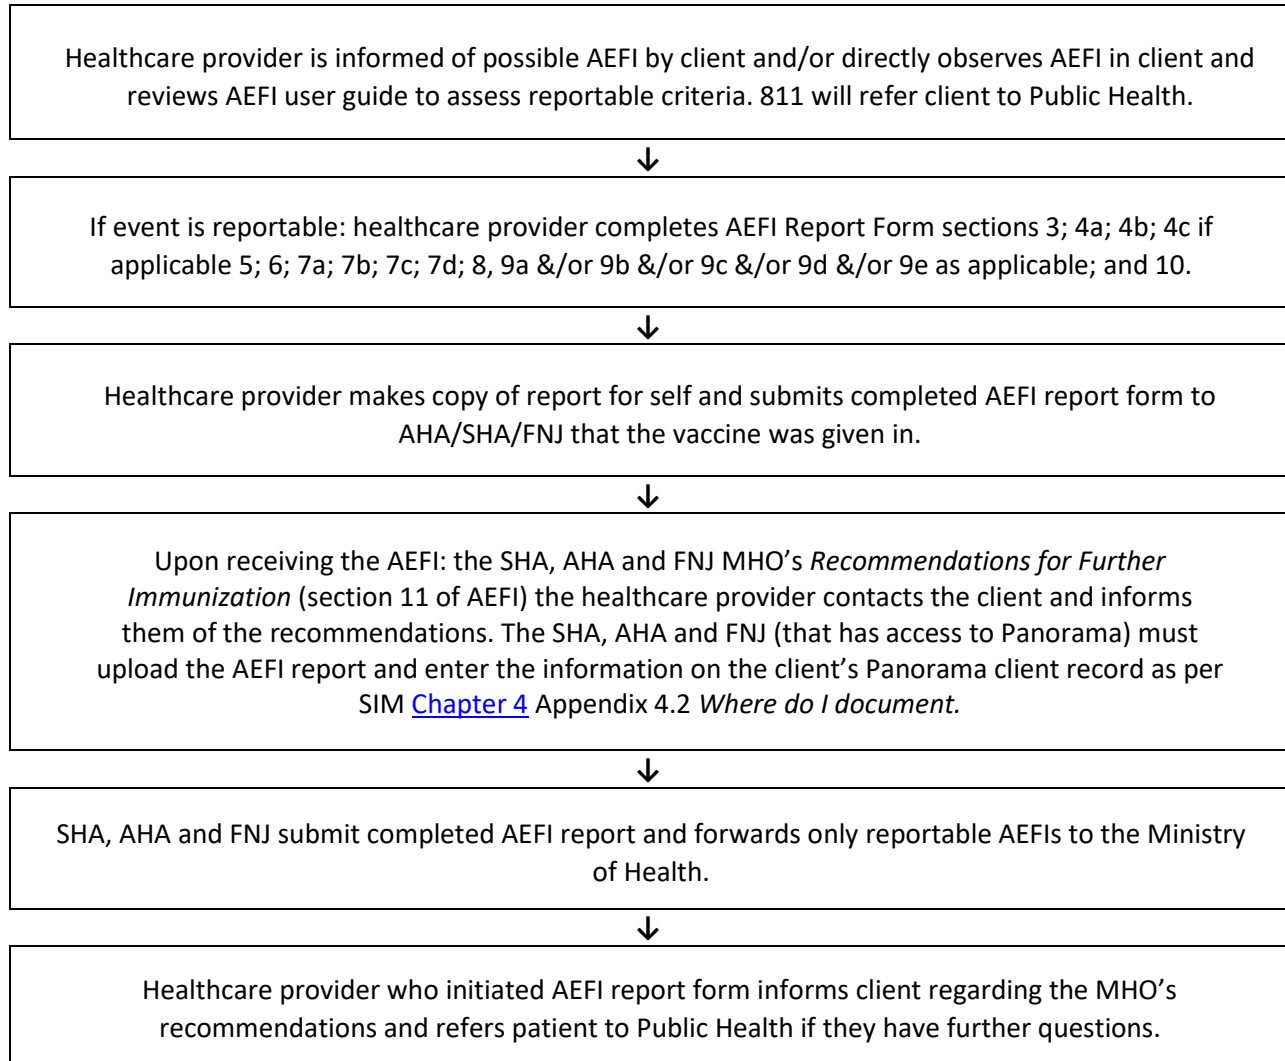 Healthcare provider is informed of possible AEFI by client and/or directly observes AEFI in client and
reviews AEFI user guide to assess reportable criteria. 811 will refer client to Public Health.
↓
If event is reportable: healthcare provider completes AEFI Report Form sections 3; 4a; 4b; 4c if
applicable 5; 6; 7a; 7b; 7c; 7d; 8, 9a &/or 9b &/or 9c &/or 9d &/or 9e as applicable; and 10.
↓
Healthcare provider makes copy of report for self and submits completed AEFI report form to
AHA/SHA/FNJ that the vaccine was given in.
↓
Upon receiving the AEFI: the SHA, AHA and FNJ MHO’s Recommendations for Further
Immunization (section 11 of AEFI) the healthcare provider contacts the client and informs
them of the recommendations. The SHA, AHA and FNJ (that has access to Panorama) must
upload the AEFI report and enter the information on the client’s Panorama client record as per
SIM Chapter 4 Appendix 4.2 Where do I document.
↓
SHA, AHA and FNJ submit completed AEFI report and forwards only reportable AEFIs to the Ministry
of Health.
↓
Healthcare provider who initiated AEFI report form informs client regarding the MHO’s
recommendations and refers patient to Public Health if they have further questions.